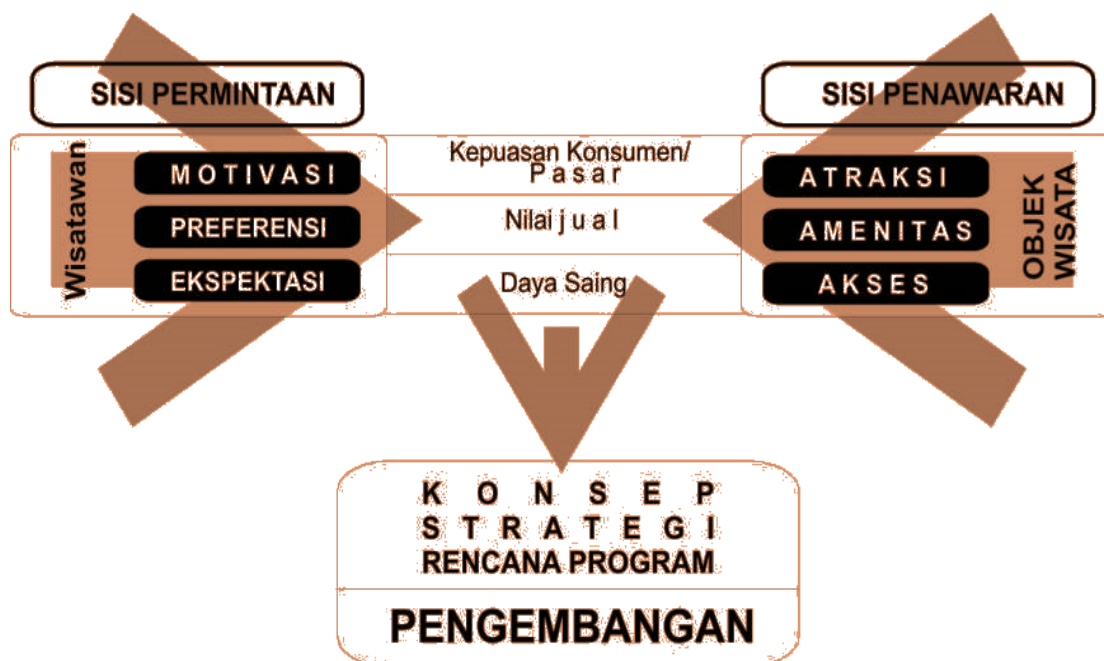 SISI PERMINTAAN
Wisatawan
MOTIVASI
PREFERENSI
EKSPEKTASI
Kepuasan Konsumen/
Pasar
Nilai jual
Daya Saing
SISI PENAWARAN
ATRAKSI
AMENITAS
AKSES
OBJEK
WISATA
KONSEP
STRATEGI
RENCANA PROGRAM
PENGEMBANGAN